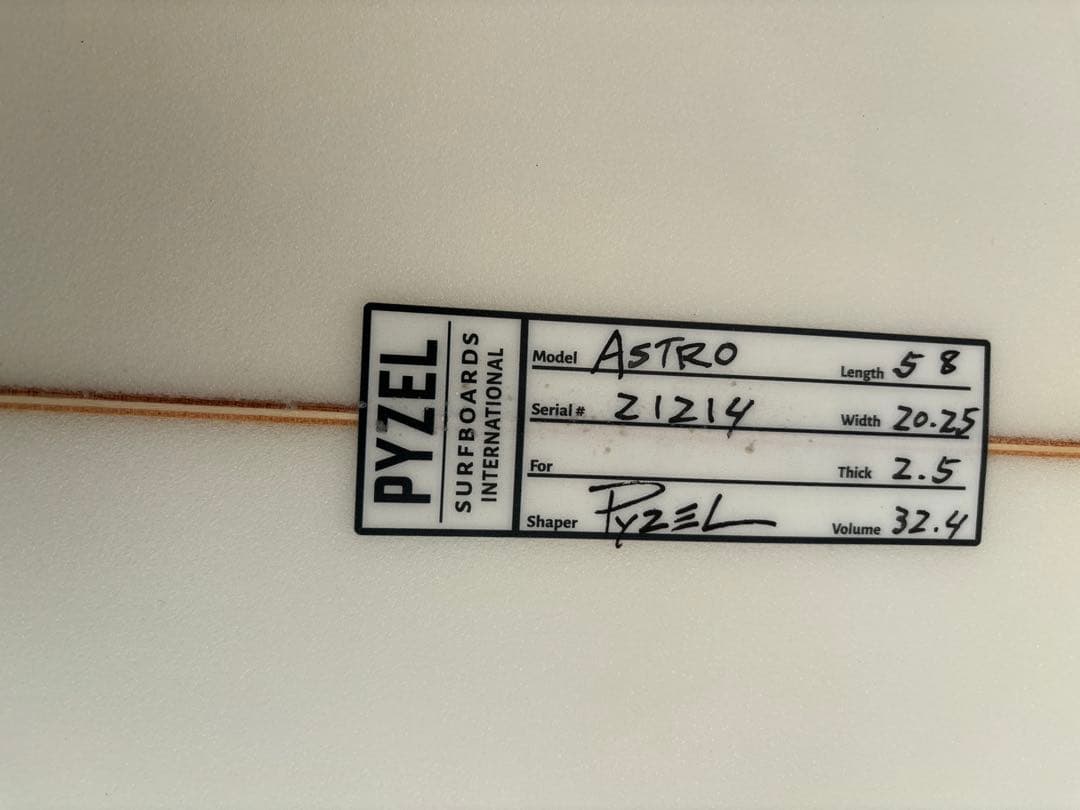 PYZEL
SURFBOARDS
INTERNATIONAL
Model ASTRO Length 5 8
Serial # 21214 Width 20.25
For Thick 2.5
Shaper PYZEL Volume 32.4